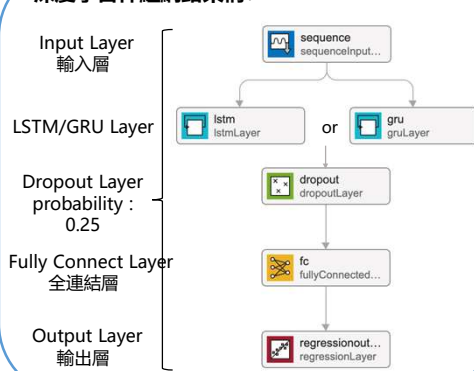 Input Layer
輸入層
sequence
sequenceInput...
LSTM/GRU Layer
lstm
lstmLayer
or
gru
gruLayer
Dropout Layer
probability：
0.25
dropout
dropoutLayer
Fully Connect Layer
全連結層
fc
fullyConnected...
Output Layer
輸出層
regressionout...
regressionLayer